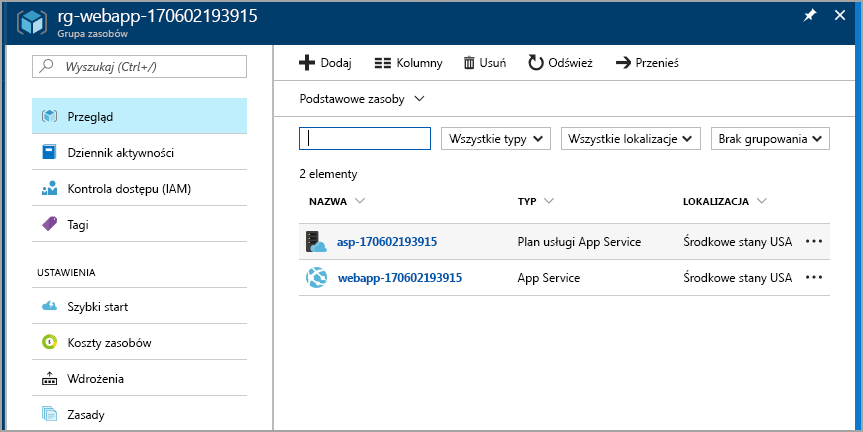 rg-webapp-170602193915
Grupa zasobów
Wyszukaj (Ctrl+/)
Przegląd
Dziennik aktywności
Kontrola dostępu (IAM)
Tagi
USTAWIENIA
Szybki start
Koszty zasobów
Wdrożenia
Zasady
Dodaj Kolumny Usuń Odśwież Przenieś
Podstawowe zasoby
Wszystkie typy Wszystkie lokalizacje Brak grupowania
2 elementy
NAZWA TYP LOKALIZACJA
asp-170602193915 Plan usługi App Service Środkowe stany USA
webapp-170602193915 App Service Środkowe stany USA